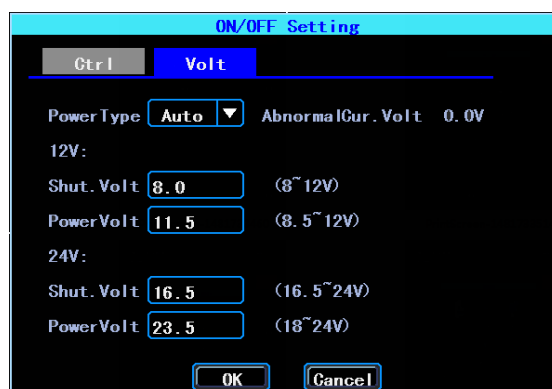 ON/OFF Setting
Ctrl Volt
PowerType Auto AbnormalCur.Volt 0.0V
12V:
Shut.Volt 8.0 (8~12V)
PowerVolt 11.5 (8.5~12V)
24V:
Shut.Volt 16.5 (16.5~24V)
PowerVolt 23.5 (18~24V)
OK Cancel